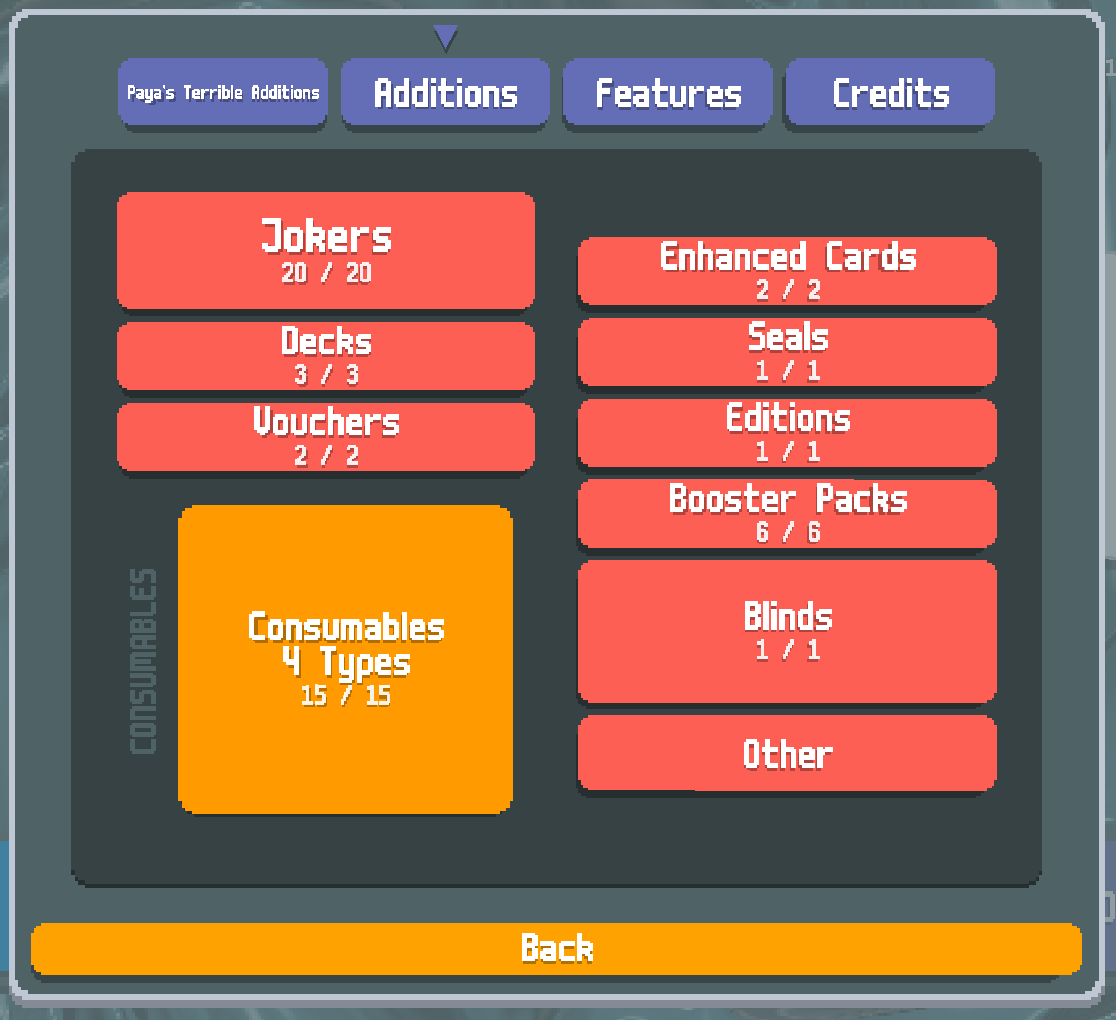 Paya's Terrible Additions
Additions
Features
Credits
Jokers
20 / 20
Decks
3 / 3
Vouchers
2 / 2
CONSUMABLES
Consumables
4 Types
15 / 15
Enhanced Cards
2 / 2
Seals
1 / 1
Editions
1 / 1
Booster Packs
6 / 6
Blinds
1 / 1
Other
Back